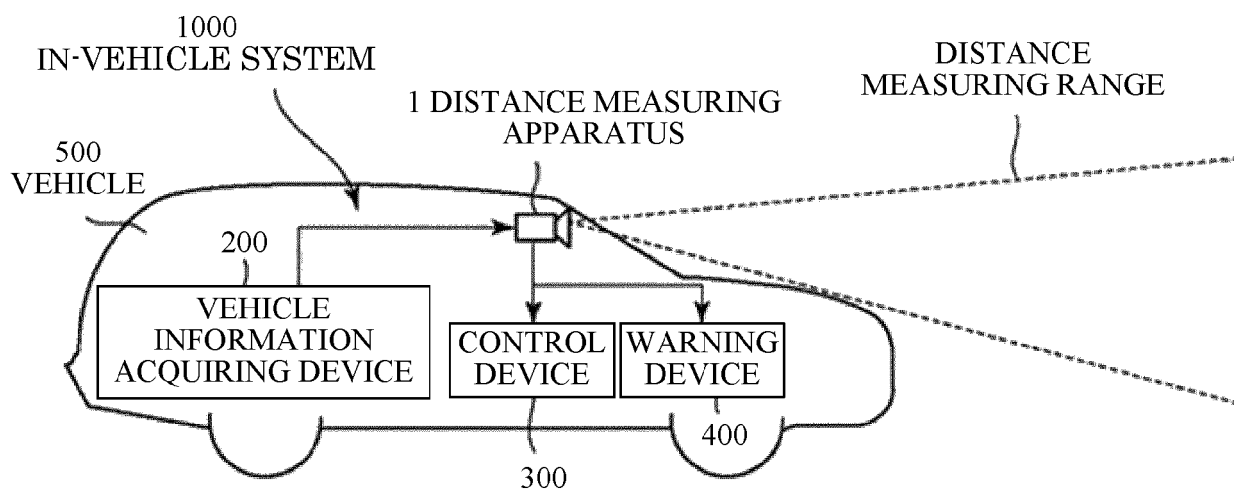 1000
IN-VEHICLE SYSTEM
DISTANCE
MEASURING RANGE
1 DISTANCE MEASURING
APPARATUS
500
VEHICLE
200
VEHICLE
INFORMATION
ACQUIRING DEVICE
CONTROL
DEVICE
WARNING
DEVICE
400
300